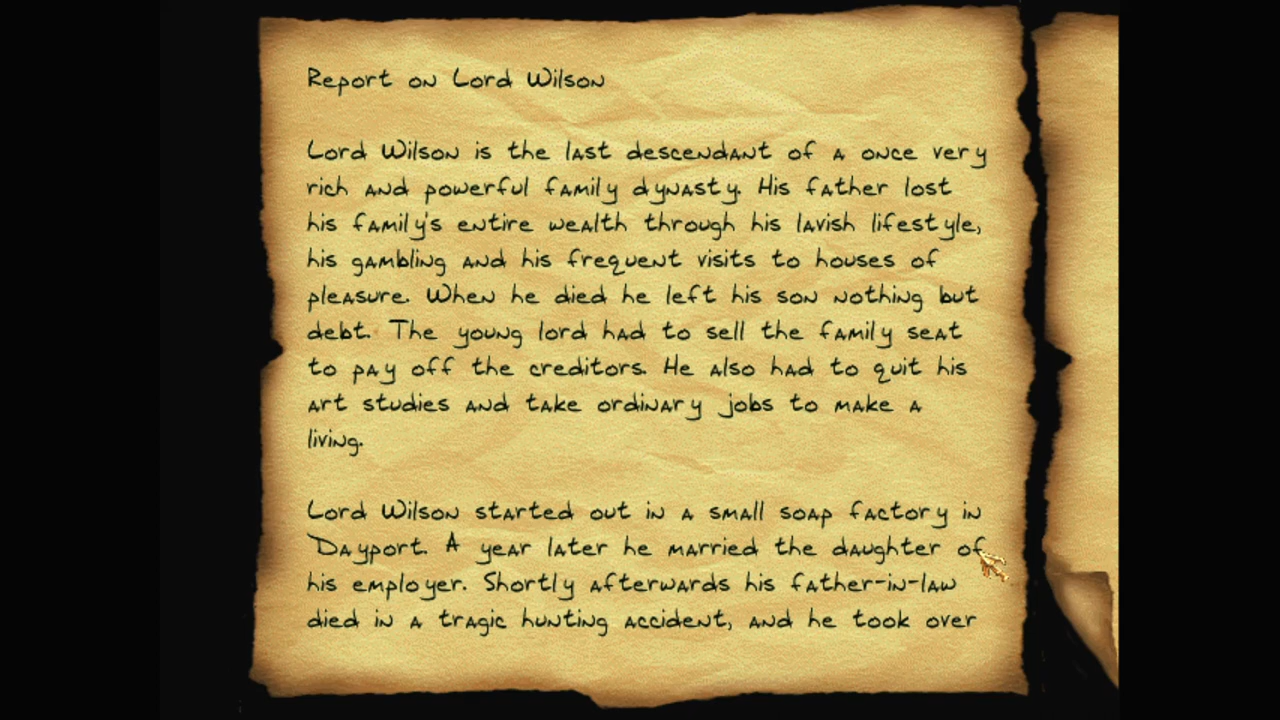 Report on Lord Wilson
Lord Wilson is the last descendant of a once very
rich and powerful family dynasty. His father lost
his family's entire wealth through his lavish lifestyle,
his gambling and his frequent visits to houses of
pleasure. When he died he left his son nothing but
debt. The young lord had to sell the family seat
to pay off the creditors. He also had to quit his
art studies and take ordinary jobs to make a
living.
Lord Wilson started out in a small soap factory in
Dayport. A year later he married the daughter of
his employer. Shortly afterwards his father-in-law
died in a tragic hunting accident, and he took over